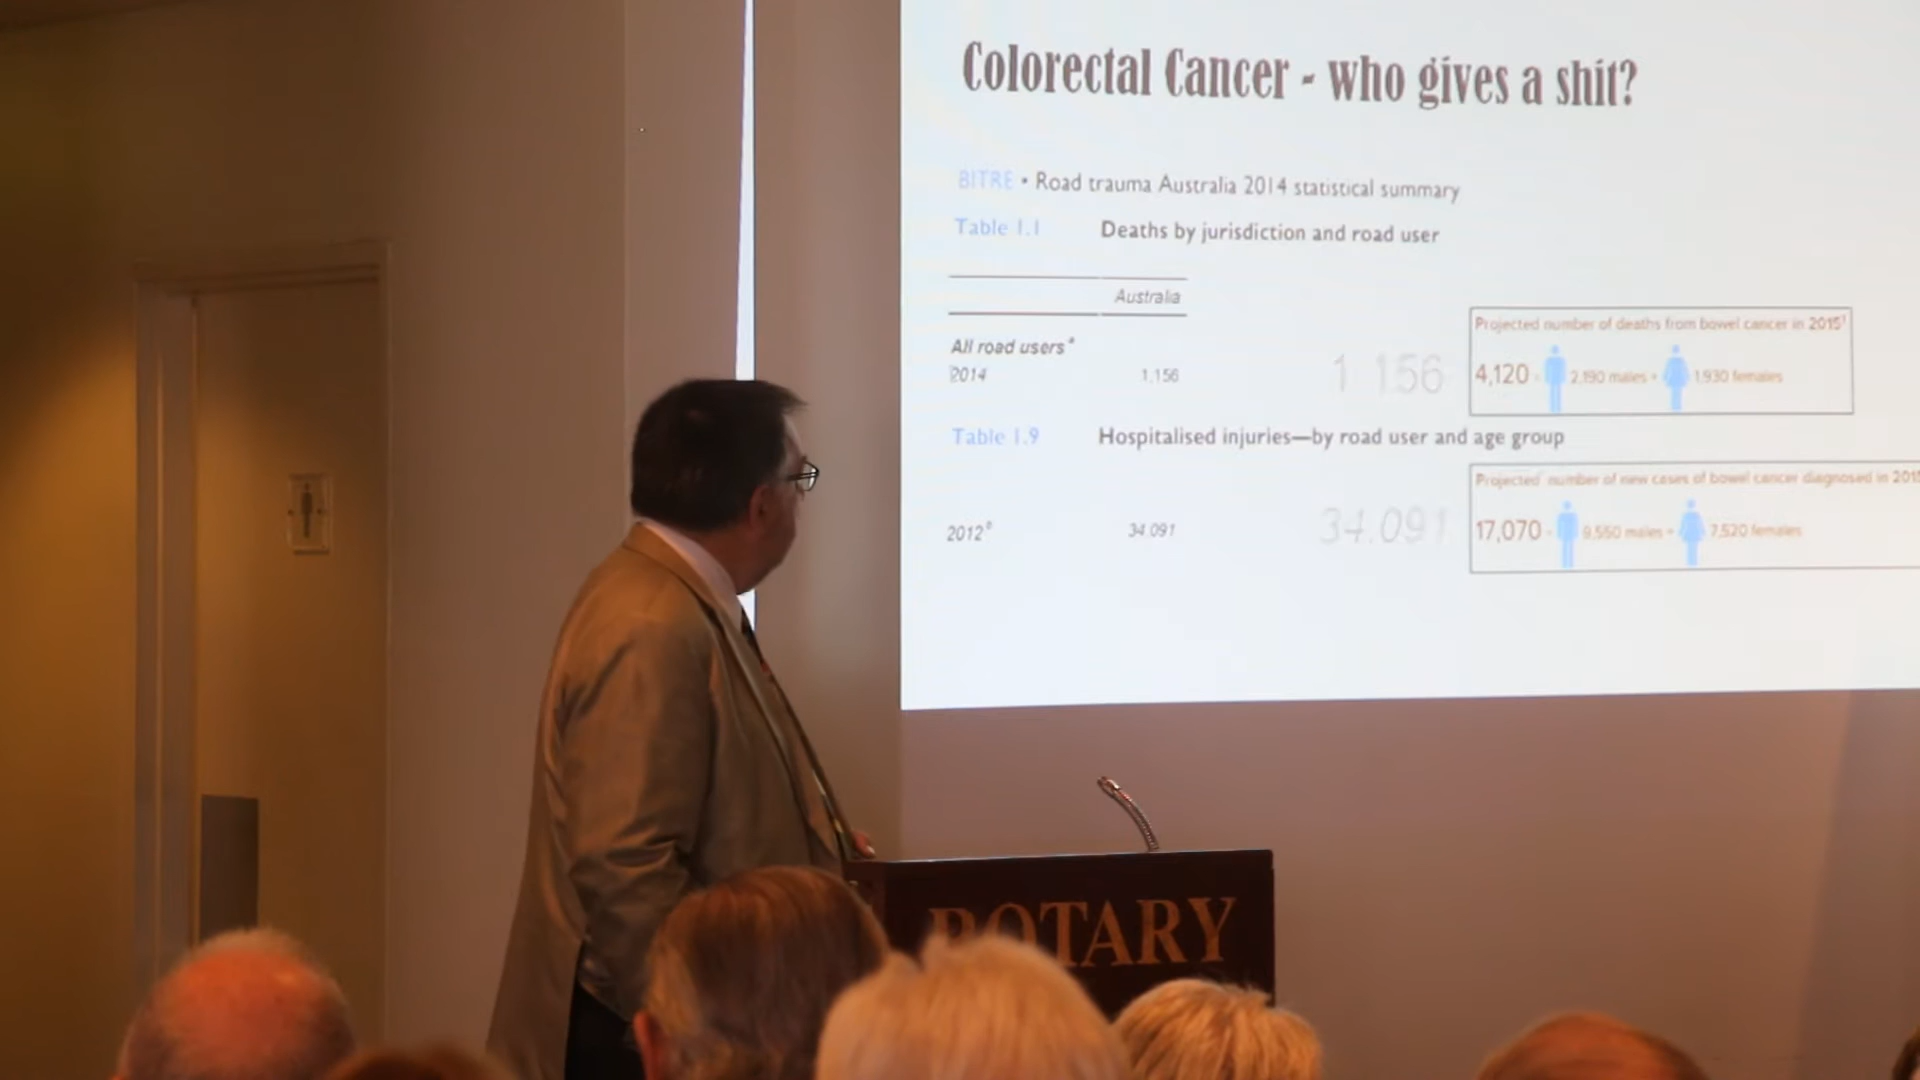 Colorectal Cancer - who gives a shit?
BITRE • Road trauma Australia 2014 statistical summary
Table 1.1 Deaths by jurisdiction and road user
Australia
All road users a
2014 1,156 1 156
Projected number of deaths from bowel cancer in 2015¹
4,120 = 2,190 males + 1,930 females
Table 1.9 Hospitalised injuries—by road user and age group
Projected number of new cases of bowel cancer diagnosed in 201
2012 34 091 34.091
17,070 = 9,550 males + 7,520 females
ROTARY